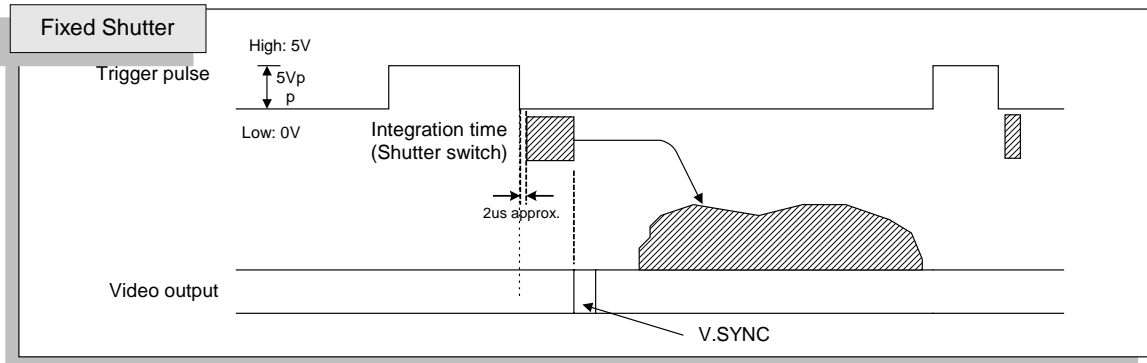 Fixed Shutter
High: 5V
Trigger pulse
5Vp
p
Low: 0V
Integration time
(Shutter switch)
2us approx.
Video output
V.SYNC